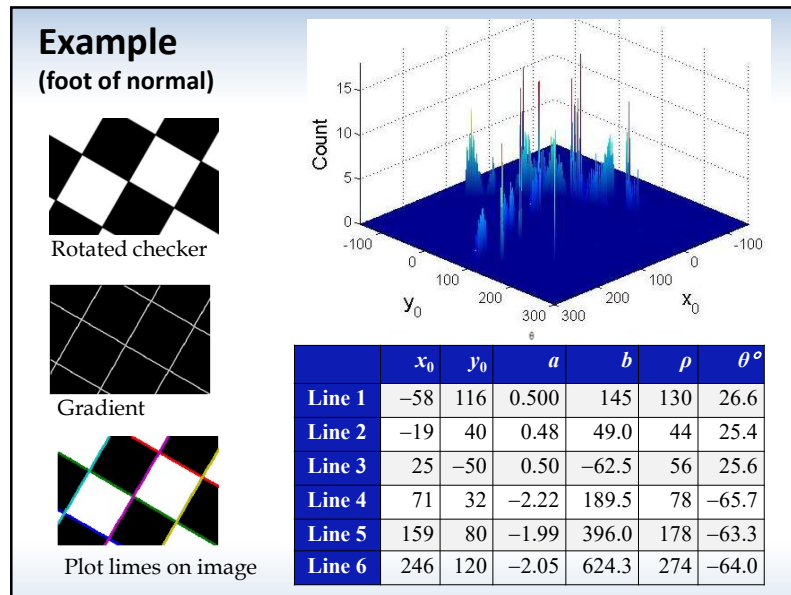 Example
(foot of normal)
Rotated checker
Gradient
Plot limes on image
Count
15
10
5
0
-100
0
100
200
300
y0
300
200
100
0
-100
x0
θ
x0 y0 a b ρ θ°
Line 1 −58 116 0.500 145 130 26.6
Line 2 −19 40 0.48 49.0 44 25.4
Line 3 25 −50 0.50 −62.5 56 25.6
Line 4 71 32 −2.22 189.5 78 −65.7
Line 5 159 80 −1.99 396.0 178 −63.3
Line 6 246 120 −2.05 624.3 274 −64.0